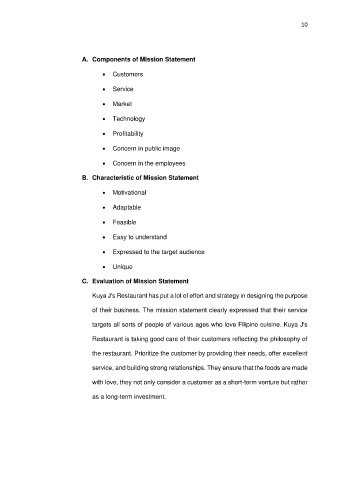 10
A. Components of Mission Statement
• Customers
• Service
• Market
• Technology
• Profitability
• Concern in public image
• Concern in the employees
B. Characteristic of Mission Statement
• Motivational
• Adaptable
• Feasible
• Easy to understand
• Expressed to the target audience
• Unique
C. Evaluation of Mission Statement
Kuya J's Restaurant has put a lot of effort and strategy in designing the purpose
of their business. The mission statement clearly expressed that their service
targets all sorts of people of various ages who love Filipino cuisine. Kuya J's
Restaurant is taking good care of their customers reflecting the philosophy of
the restaurant. Prioritize the customer by providing their needs, offer excellent
service, and building strong relationships. They ensure that the foods are made
with love, they not only consider a customer as a short-term venture but rather
as a long-term investment.